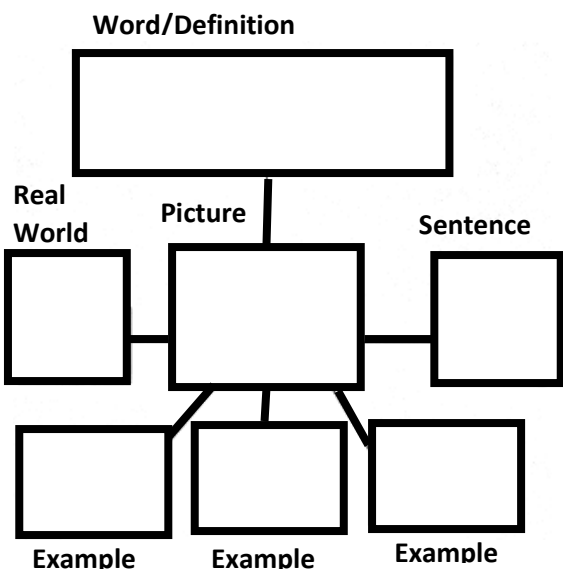 Word/Definition
Real
World
Picture
Sentence
Example
Example
Example